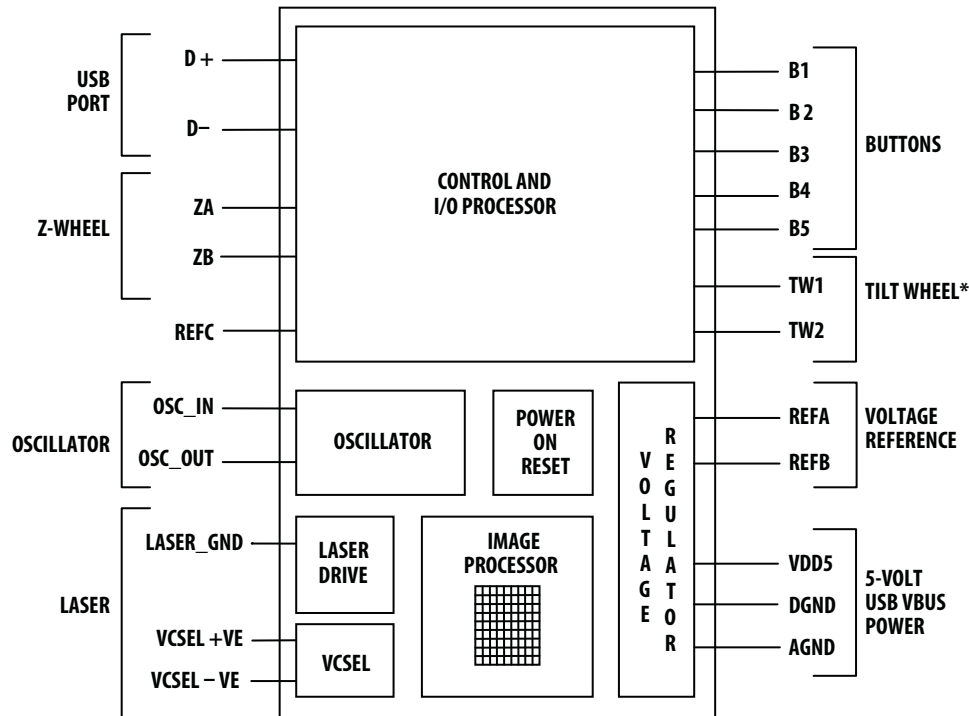 USB
PORT
D +
D–
Z-WHEEL
ZA
ZB
REFC
OSCILLATOR
OSC_IN
OSC_OUT
LASER
LASER_GND
VCSEL +VE
VCSEL – VE
CONTROL AND
I/O PROCESSOR
OSCILLATOR
POWER
ON
RESET
LASER
DRIVE
VCSEL
IMAGE
PROCESSOR
VOLTAGE
REGULATOR
B1
B 2
B3
B4
B5
BUTTONS
TW1
TW2
TILT WHEEL*
REFA
REFB
VOLTAGE
REFERENCE
VDD5
DGND
AGND
5-VOLT
USB VBUS
POWER